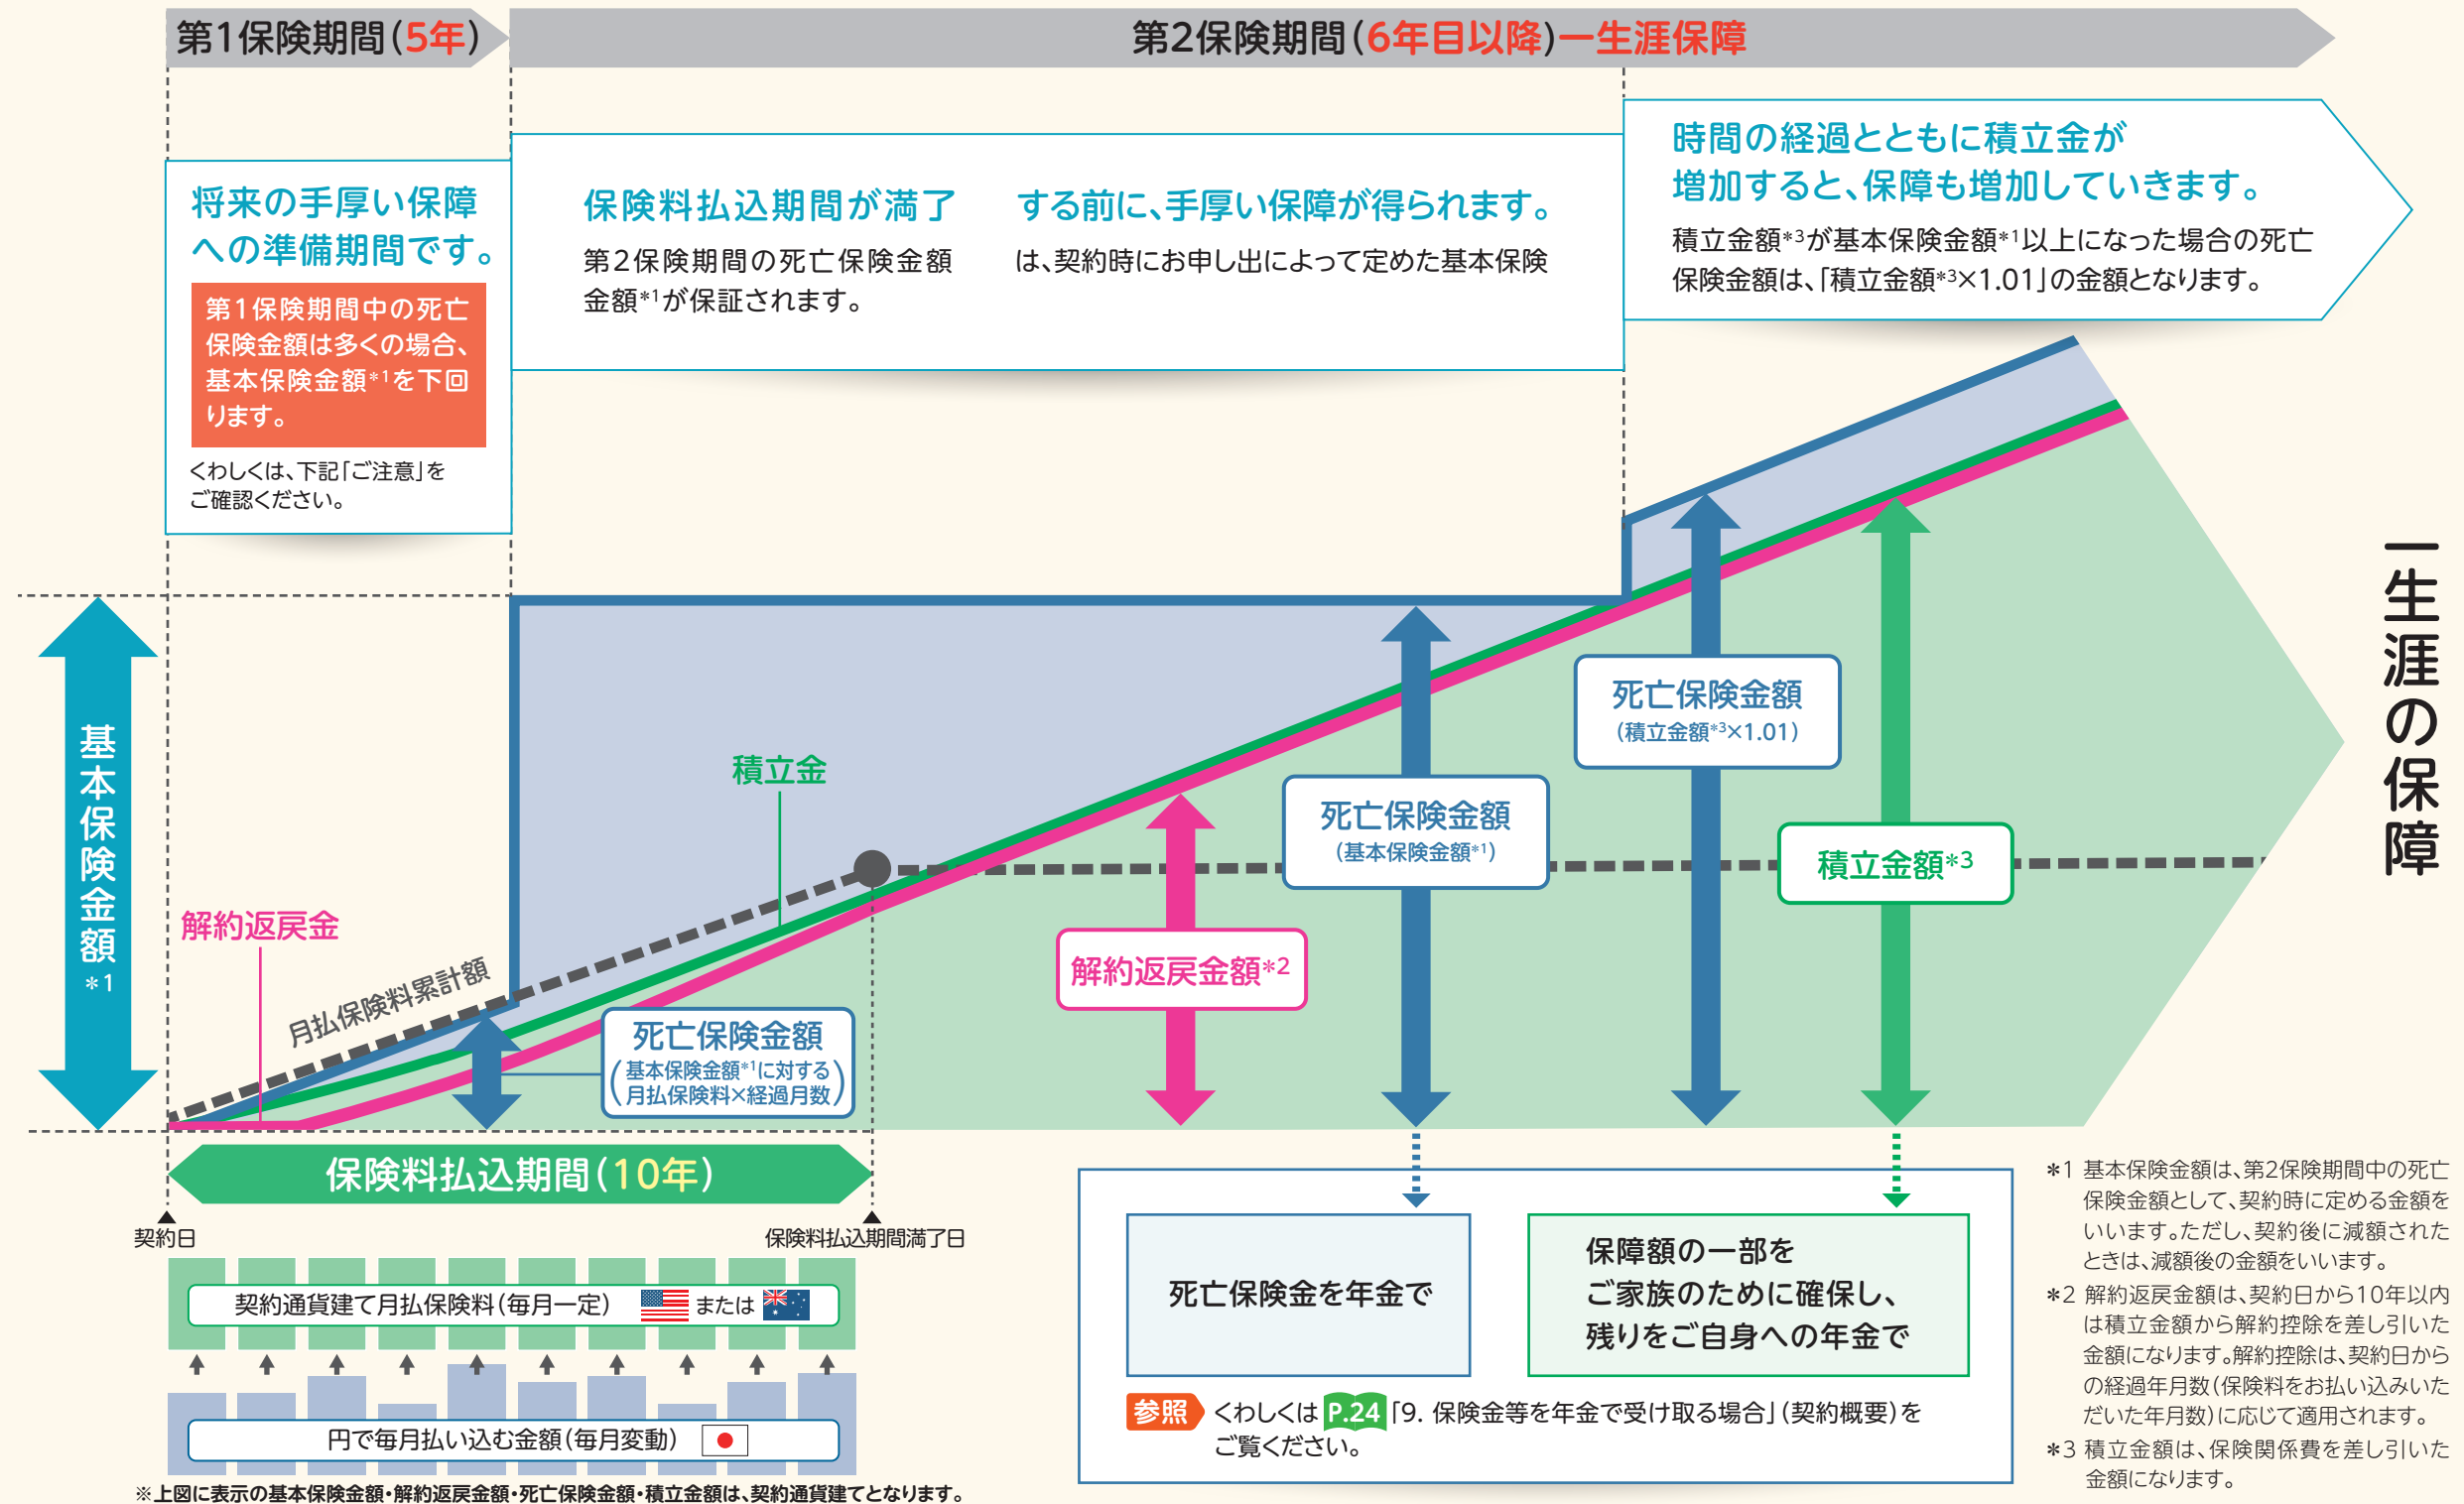 第1保険期間（5年）
第2保険期間（6年目以降）一生涯保障
将来の手厚い保障
への準備期間です。
第1保険期間中の死亡
保険金額は多くの場合、
基本保険金額*1を下回
ります。
くわしくは、下記「ご注意」を
ご確認ください。
保険料払込期間が満了する前に、手厚い保障が得られます。
第2保険期間の死亡保険金額は、契約時にお申し出によって定めた基本保険
金額*1が保証されます。
時間の経過とともに積立金が
増加すると、保障も増加していきます。
積立金額*3が基本保険金額*1以上になった場合の死亡
保険金額は、「積立金額*3×1.01」の金額となります。
基本保険金額*1
解約返戻金
月払保険料累計額
積立金
死亡保険金額
（基本保険金額*1に対する
月払保険料×経過月数）
解約返戻金額*2
死亡保険金額
（基本保険金額*1）
死亡保険金額
（積立金額*3×1.01）
積立金額*3
一生涯の保障
保険料払込期間（10年）
契約日
保険料払込期間満了日
契約通貨建て月払保険料（毎月一定） または
円で毎月払い込む金額（毎月変動）
※上図に表示の基本保険金額・解約返戻金額・死亡保険金額・積立金額は、契約通貨建てとなります。
死亡保険金を年金で
保障額の一部を
ご家族のために確保し、
残りをご自身への年金で
参照 くわしくは P.24「9. 保険金等を年金で受け取る場合」（契約概要）を
ご覧ください。
*1 基本保険金額は、第2保険期間中の死亡
保険金額として、契約時に定める金額を
いいます。ただし、契約後に減額された
ときは、減額後の金額をいいます。
*2 解約返戻金額は、契約日から10年以内
は積立金額から解約控除を差し引いた
金額になります。解約控除は、契約日から
の経過年月数（保険料をお払い込みいた
だいた年月数）に応じて適用されます。
*3 積立金額は、保険関係費を差し引いた
金額になります。